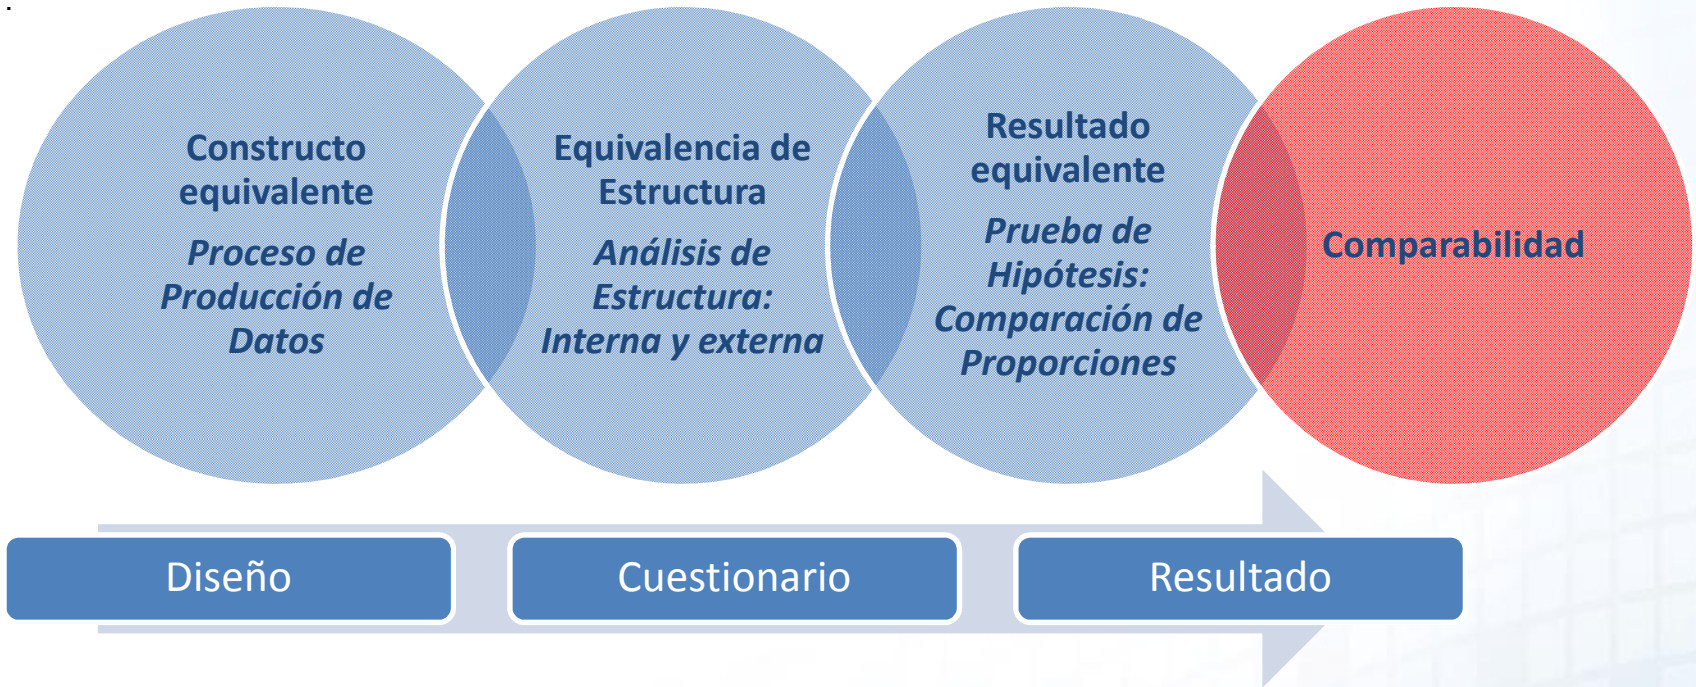 .
Constructo
equivalente
Proceso de
Producción de
Datos
Equivalencia de
Estructura
Análisis de
Estructura:
Interna y externa
Resultado
equivalente
Prueba de
Hipótesis:
Comparación de
Proporciones
Comparabilidad
Diseño
Cuestionario
Resultado